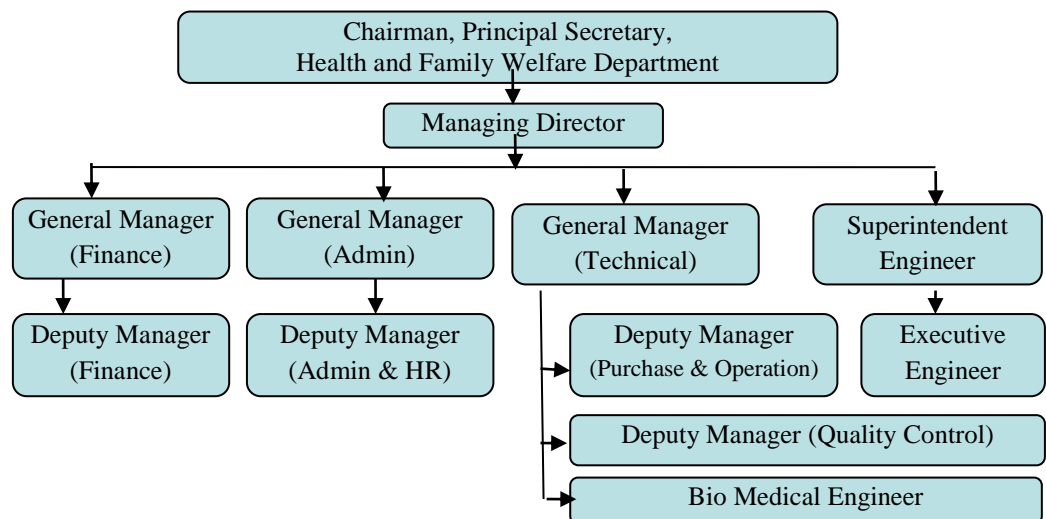 Chairman, Principal Secretary,
Health and Family Welfare Department
Managing Director
General Manager
(Finance)
General Manager
(Admin)
General Manager
(Technical)
Superintendent
Engineer
Deputy Manager
(Finance)
Deputy Manager
(Admin & HR)
Deputy Manager
(Purchase & Operation)
Executive
Engineer
Deputy Manager (Quality Control)
Bio Medical Engineer